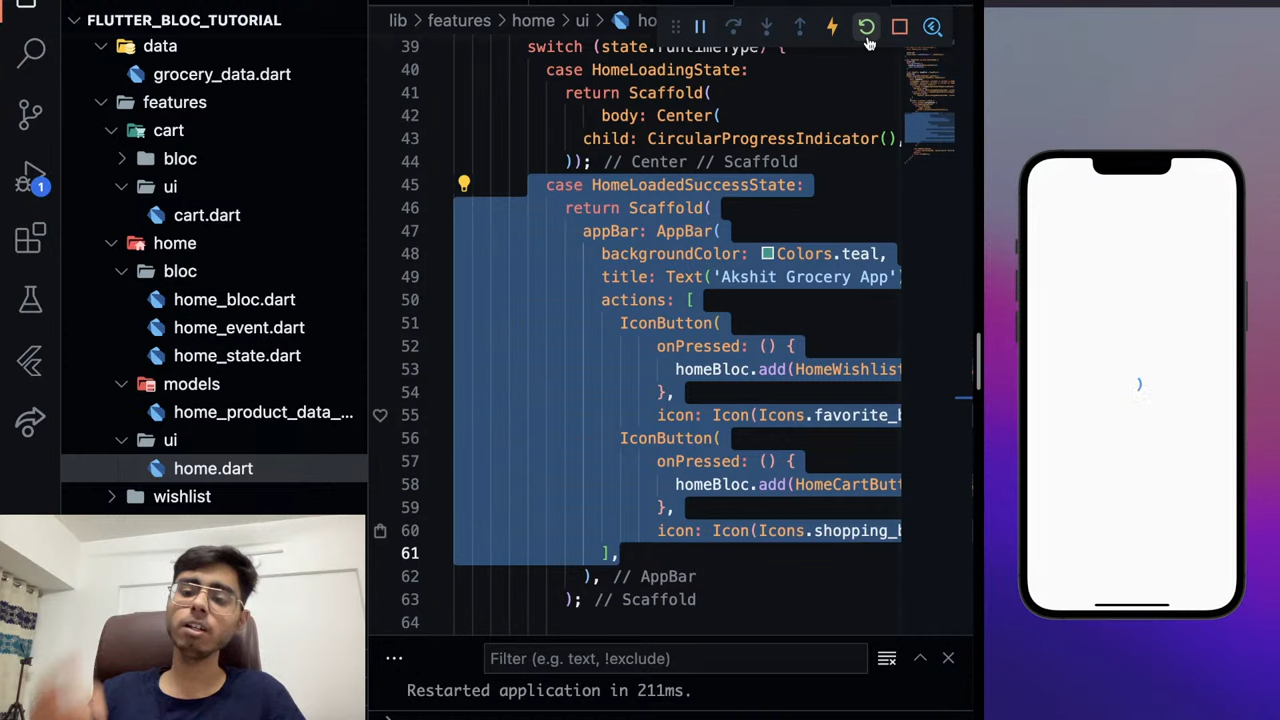 FLUTTER_BLOC_TUTORIAL
data
grocery_data.dart
features
cart
bloc
ui
cart.dart
home
bloc
home_bloc.dart
home_event.dart
home_state.dart
models
home_product_data_...
ui
home.dart
wishlist
1
lib > features > home > ui > ho
39 switch (state.runtimeType) {
40 case HomeLoadingState:
41 return Scaffold(
42 body: Center(
43 child: CircularProgressIndicator(),
44 )); // Center // Scaffold
45 case HomeLoadedSuccessState:
46 return Scaffold(
47 appBar: AppBar(
48 backgroundColor: Colors.teal,
49 title: Text('Akshit Grocery App')
50 actions: [
51 IconButton(
52 onPressed: () {
53 homeBloc.add(HomeWishlist
54 },
55 icon: Icon(Icons.favorite_b
56 IconButton(
57 onPressed: () {
58 homeBloc.add(HomeCartButt
59 },
60 icon: Icon(Icons.shopping_b
61 ],
62 ), // AppBar
63 ); // Scaffold
64
Filter (e.g. text, !exclude)
Restarted application in 211ms.